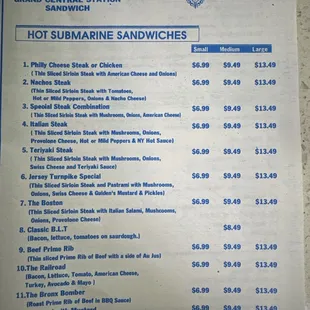 GRAND CENTRAL STATION
SANDWICH
HOT SUBMARINE SANDWICHES
Small Medium Large
1. Philly Cheese Steak or Chicken $6.99 $9.49 $13.49
( Thin Sliced Sirloin Steak with American Cheese and Onions)
2. Nachos Steak $6.99 $9.49 $13.49
(Thin Sliced Sirloin Steak with Tomatoes,
Hot or Mild Peppers, Onions & Nacho Cheese)
3. Special Steak Combination $6.99 $9.49 $13.49
( Thin Sliced Sirloin Steak with Mushrooms, Onions, American Cheese)
4. Italian Steak $6.99 $9.49 $13.49
( Thin Sliced Sirloin Steak with Mushrooms, Onions,
Provolone Cheese, Hot or Mild Peppers & NY Hot Sauce)
5. Teriyaki Steak $6.99 $9.49 $13.49
( Thin Sliced Sirloin Steak with Mushrooms, Onions,
Swiss Cheese and Teriyaki Sauce)
6. Jersey Turnpike Special $6.99 $9.49 $13.49
(Thin Sliced Sirloin Steak and Pastrami with Mushrooms,
Onions, Swiss Cheese & Gulden's Mustard & Pickles)
7. The Boston $6.99 $9.49 $13.49
(Thin Sliced Sirloin Steak with Italian Salami, Mushrooms,
Onions, Provolone Cheese)
8. Classic B.L.T $8.49
(Bacon, lettuce, tomatoes on sourdough.)
9. Beef Prime Rib $6.99 $9.49 $13.49
(Thin sliced Prime Rib of Beef with a side of Au Jus)
10.The Railroad $6.99 $9.49 $13.49
(Bacon, Lettuce, Tomato, American Cheese,
Turkey, Avocado & Mayo )
11.The Bronx Bomber $6.99 $9.49 $13.49
(Roast Prime Rib of Beef in BBQ Sauce)
$6.99 $9.49 $13.49